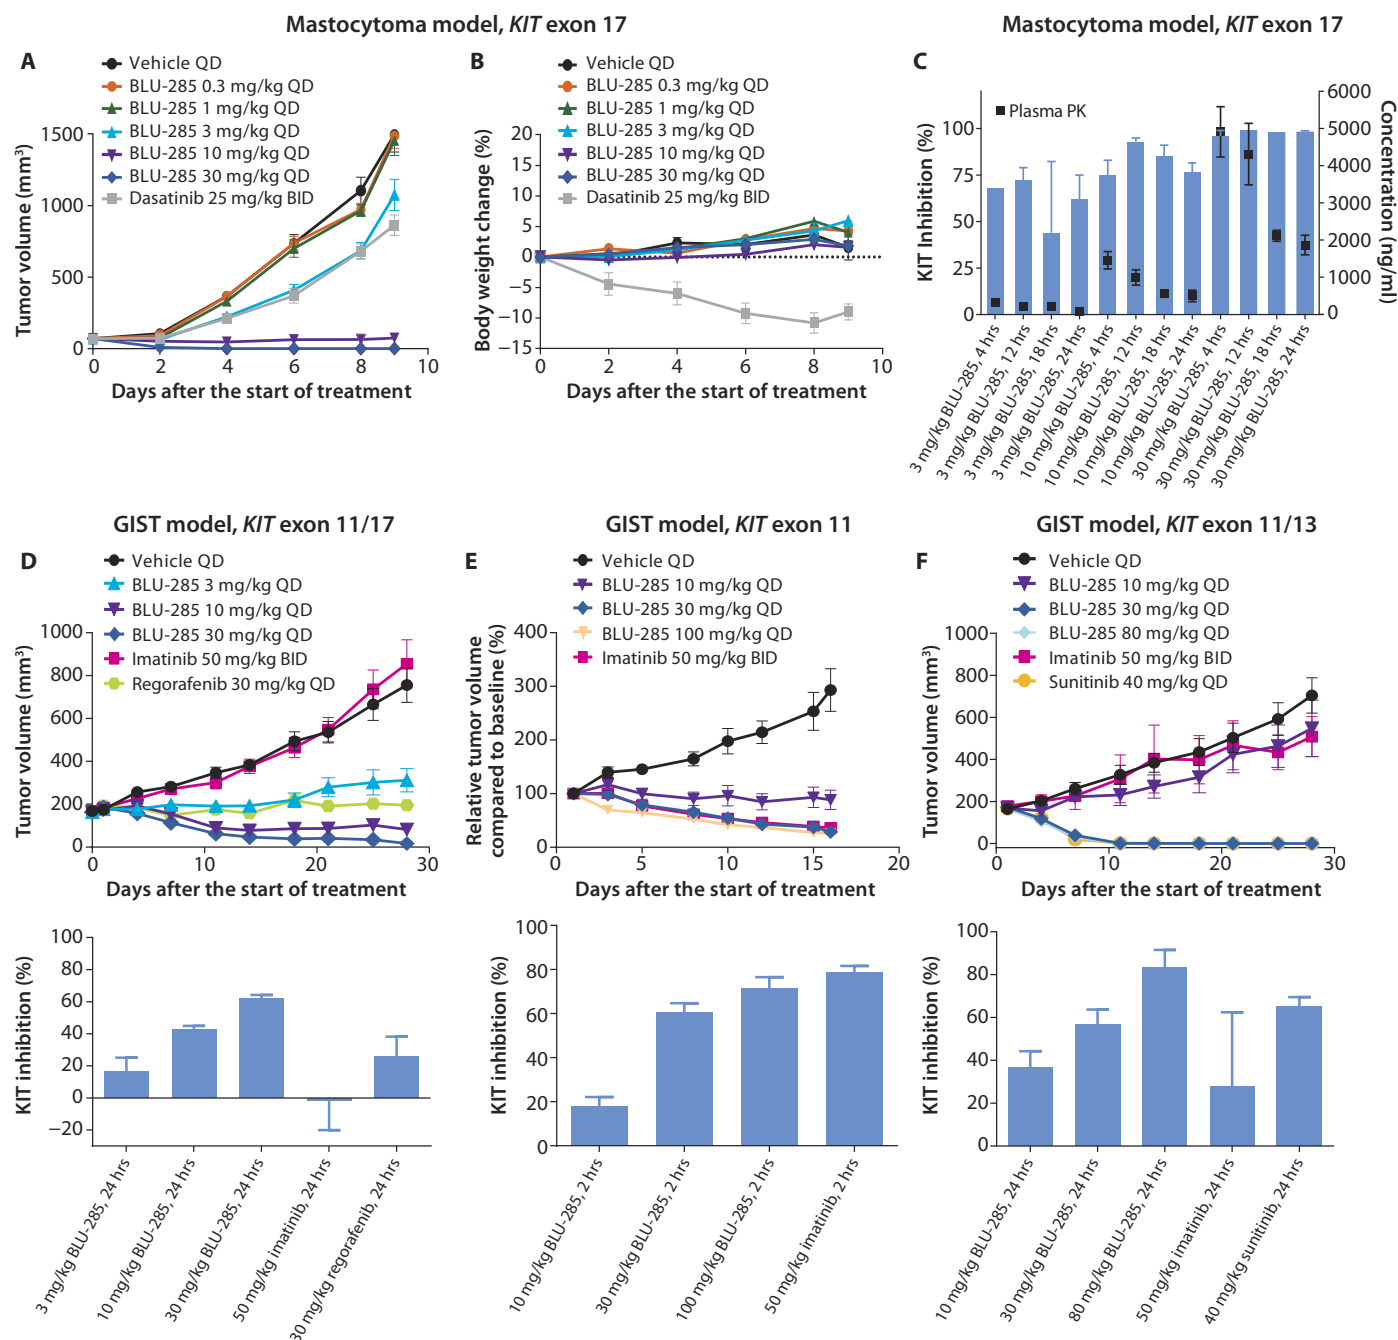 Mastocytoma model, KIT exon 17
Mastocytoma model, KIT exon 17
A
Vehicle QD
BLU-285 0.3 mg/kg QD
BLU-285 1 mg/kg QD
BLU-285 3 mg/kg QD
BLU-285 10 mg/kg QD
BLU-285 30 mg/kg QD
Dasatinib 25 mg/kg BID
Tumor volume (mm³)
1500
1000
500
0
0 2 4 6 8 10
Days after the start of treatment
B
Vehicle QD
BLU-285 0.3 mg/kg QD
BLU-285 1 mg/kg QD
BLU-285 3 mg/kg QD
BLU-285 10 mg/kg QD
BLU-285 30 mg/kg QD
Dasatinib 25 mg/kg BID
Body weight change (%)
20
15
10
5
0
−5
−10
−15
0 2 4 6 8 10
Days after the start of treatment
C
Plasma PK
KIT Inhibition (%)
100
75
50
25
0
Concentration (ng/ml)
6000
5000
4000
3000
2000
1000
0
3 mg/kg BLU-285, 4 hrs
3 mg/kg BLU-285, 12 hrs
3 mg/kg BLU-285, 18 hrs
3 mg/kg BLU-285, 24 hrs
10 mg/kg BLU-285, 4 hrs
10 mg/kg BLU-285, 12 hrs
10 mg/kg BLU-285, 18 hrs
10 mg/kg BLU-285, 24 hrs
30 mg/kg BLU-285, 4 hrs
30 mg/kg BLU-285, 12 hrs
30 mg/kg BLU-285, 18 hrs
30 mg/kg BLU-285, 24 hrs
GIST model, KIT exon 11/17
D
Vehicle QD
BLU-285 3 mg/kg QD
BLU-285 10 mg/kg QD
BLU-285 30 mg/kg QD
Imatinib 50 mg/kg BID
Regorafenib 30 mg/kg QD
Tumor volume (mm³)
1000
800
600
400
200
0
0 10 20 30
Days after the start of treatment
KIT inhibition (%)
100
80
60
40
20
0
−20
3 mg/kg BLU-285, 24 hrs
10 mg/kg BLU-285, 24 hrs
30 mg/kg BLU-285, 24 hrs
50 mg/kg imatinib, 24 hrs
30 mg/kg regorafenib, 24 hrs
GIST model, KIT exon 11
E
Vehicle QD
BLU-285 10 mg/kg QD
BLU-285 30 mg/kg QD
BLU-285 100 mg/kg QD
Imatinib 50 mg/kg BID
Relative tumor volume
compared to baseline (%)
400
300
200
100
0
0 5 10 15 20
Days after the start of treatment
KIT inhibition (%)
100
80
60
40
20
0
10 mg/kg BLU-285, 2 hrs
30 mg/kg BLU-285, 2 hrs
100 mg/kg BLU-285, 2 hrs
50 mg/kg imatinib, 2 hrs
GIST model, KIT exon 11/13
F
Vehicle QD
BLU-285 10 mg/kg QD
BLU-285 30 mg/kg QD
BLU-285 80 mg/kg QD
Imatinib 50 mg/kg BID
Sunitinib 40 mg/kg QD
Tumor volume (mm³)
1000
800
600
400
200
0
0 10 20 30
Days after the start of treatment
KIT inhibition (%)
100
80
60
40
20
0
10 mg/kg BLU-285, 24 hrs
30 mg/kg BLU-285, 24 hrs
80 mg/kg BLU-285, 24 hrs
50 mg/kg imatinib, 24 hrs
40 mg/kg sunitinib, 24 hrs